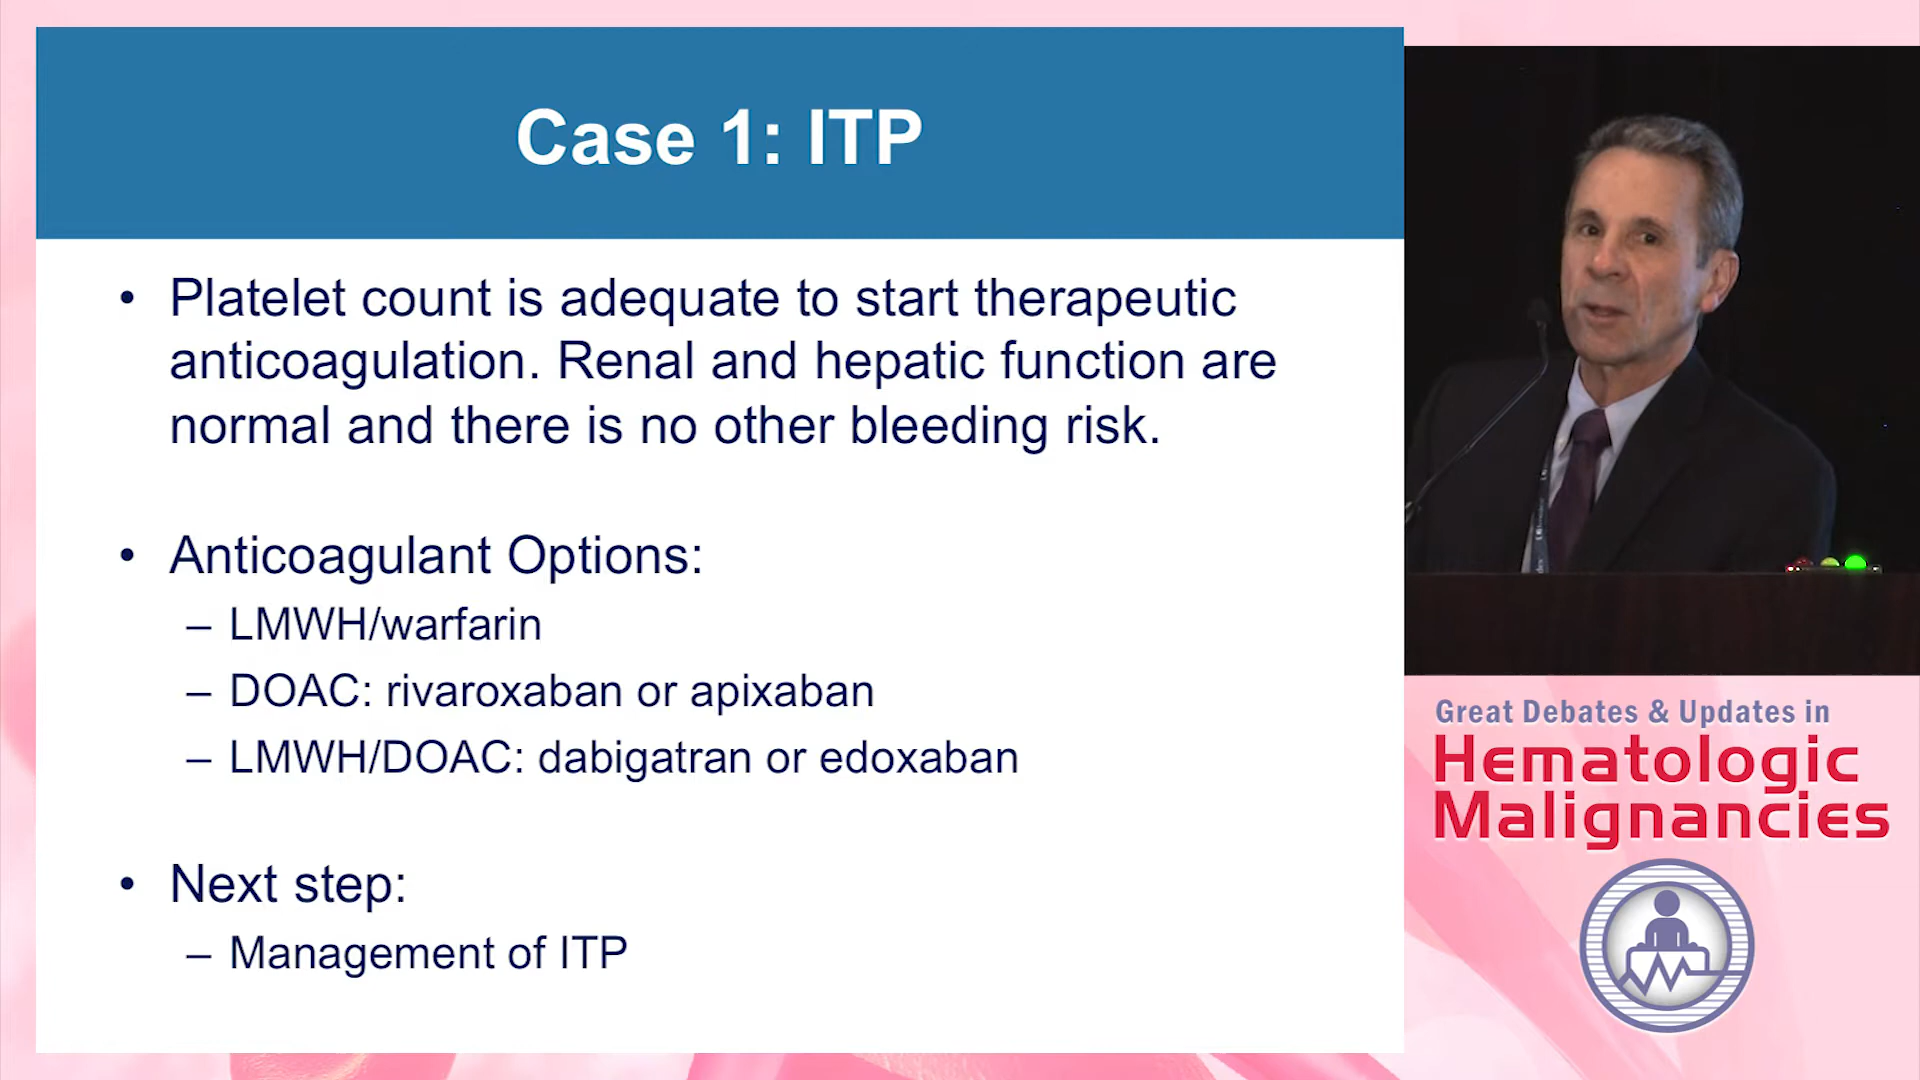 Case 1: ITP
• Platelet count is adequate to start therapeutic
anticoagulation. Renal and hepatic function are
normal and there is no other bleeding risk.
• Anticoagulant Options:
– LMWH/warfarin
– DOAC: rivaroxaban or apixaban
– LMWH/DOAC: dabigatran or edoxaban
• Next step:
– Management of ITP
Great Debates & Updates in
Hematologic
Malignancies